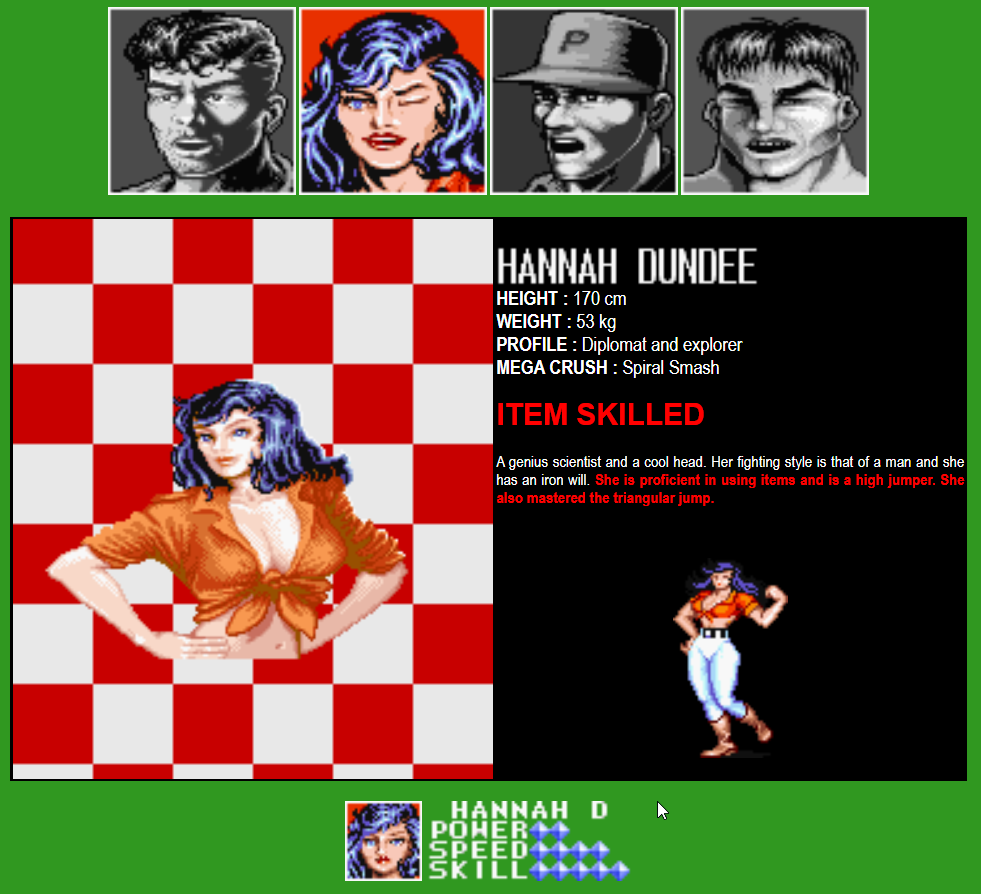 P
HANNAH DUNDEE
HEIGHT : 170 cm
WEIGHT : 53 kg
PROFILE : Diplomat and explorer
MEGA CRUSH : Spiral Smash
ITEM SKILLED
A genius scientist and a cool head. Her fighting style is that of a man and she
has an iron will. She is proficient in using items and is a high jumper. She
also mastered the triangular jump.
HANNAH D
POWER
SPEED
SKILL